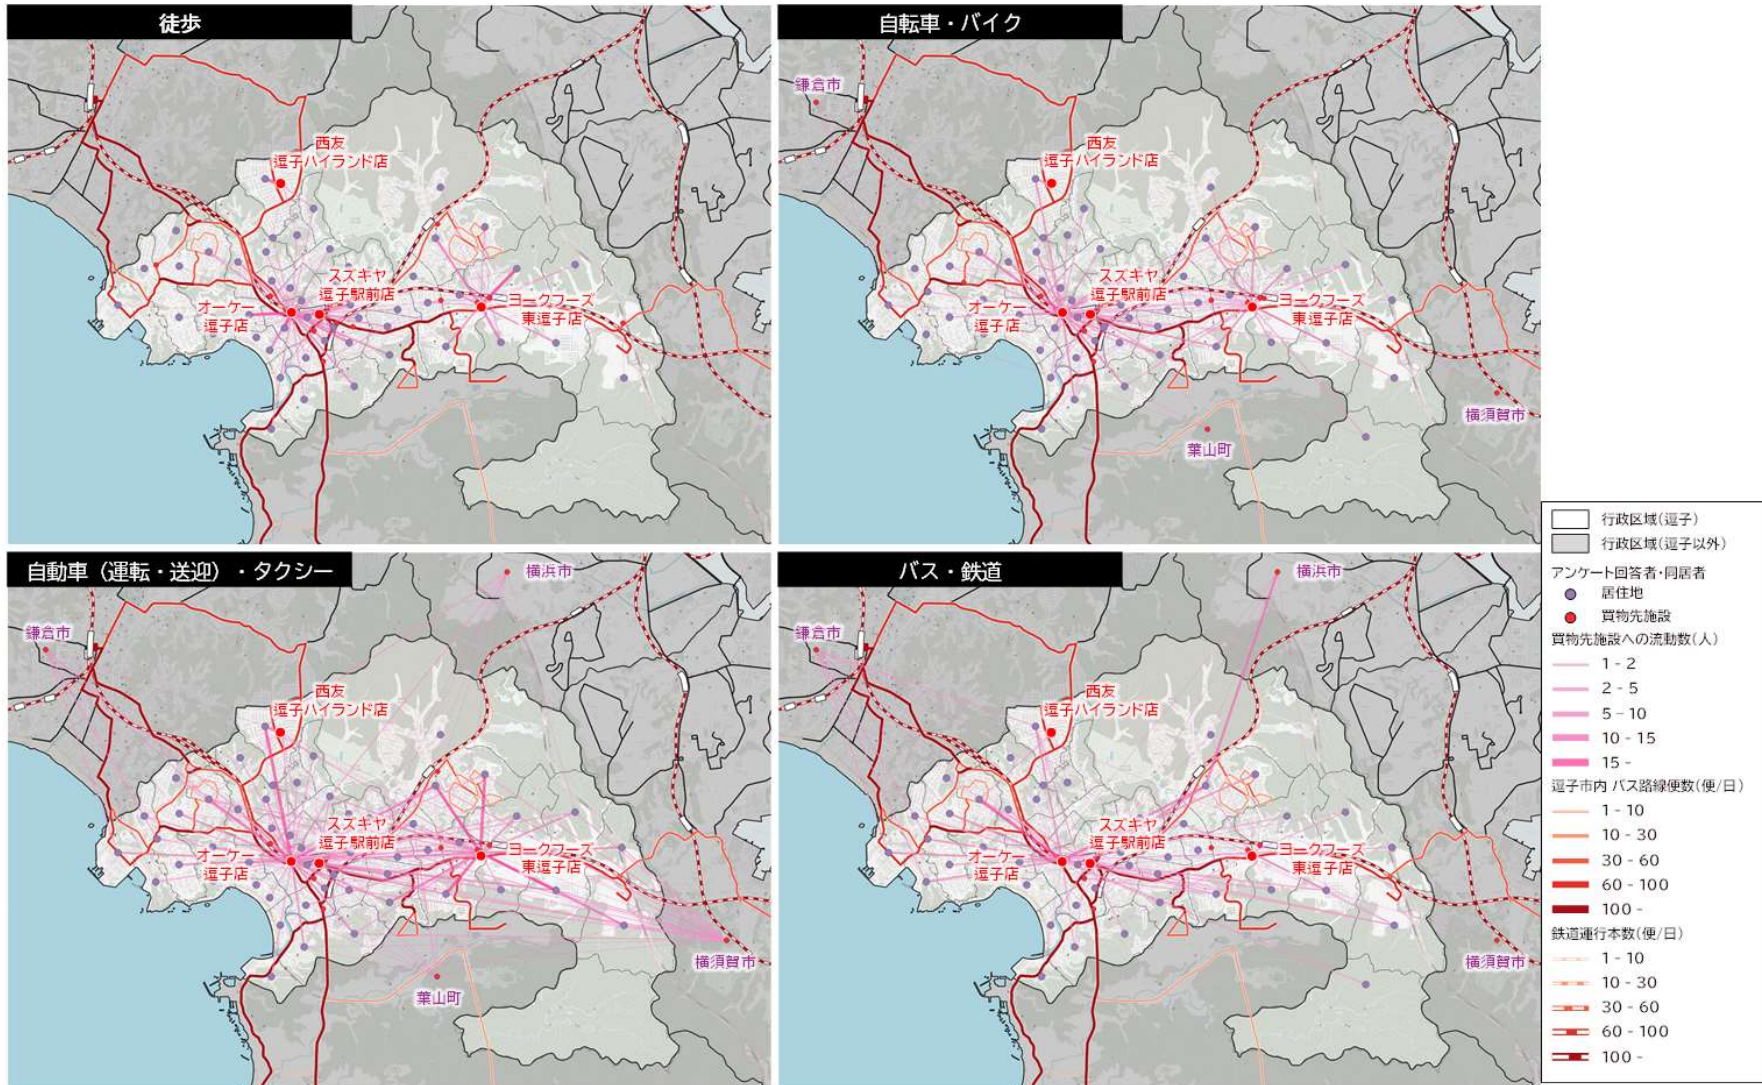 徒歩
西友
逗子ハイランド店
スズキヤ
逗子駅前店
オーケー
逗子店
ヨークフーズ
東逗子店
自転車・バイク
鎌倉市
西友
逗子ハイランド店
スズキヤ
逗子駅前店
オーケー
逗子店
ヨークフーズ
東逗子店
横須賀市
葉山町
自動車（運転・送迎）・タクシー
横浜市
鎌倉市
西友
逗子ハイランド店
スズキヤ
逗子駅前店
オーケー
逗子店
ヨークフーズ
東逗子店
横須賀市
葉山町
バス・鉄道
横浜市
鎌倉市
西友
逗子ハイランド店
スズキヤ
逗子駅前店
オーケー
逗子店
ヨークフーズ
東逗子店
横須賀市
葉山町
行政区域(逗子)
行政区域(逗子以外)
アンケート回答者・同居者
居住地
買物先施設
買物先施設への流動数(人)
1 - 2
2 - 5
5 - 10
10 - 15
15 -
逗子市内 バス路線便数(便/日)
1 - 10
10 - 30
30 - 60
60 - 100
100 -
鉄道運行本数(便/日)
1 - 10
10 - 30
30 - 60
60 - 100
100 -